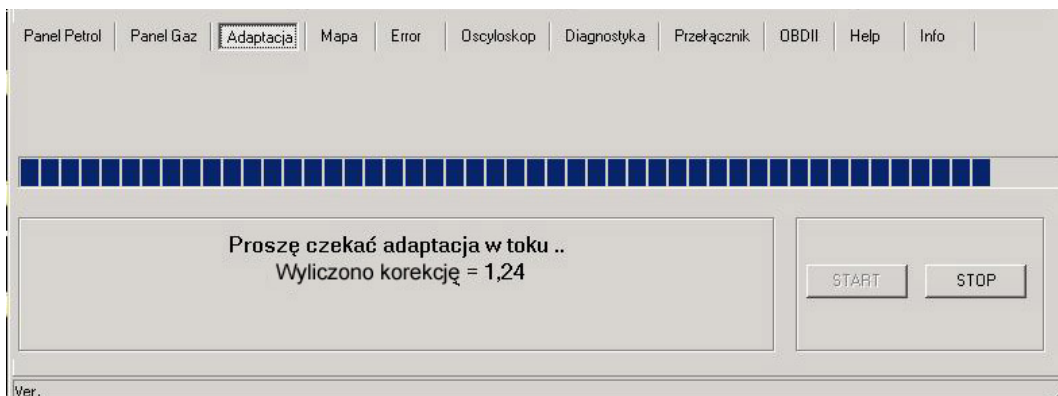 Panel Petrol Panel Gaz Adaptacja Mapa Error Oscyloskop Diagnostyka Przełącznik OBDII Help Info
Proszę czekać adaptacja w toku ..
Wyliczono korekcję = 1,24
START STOP
Ver.